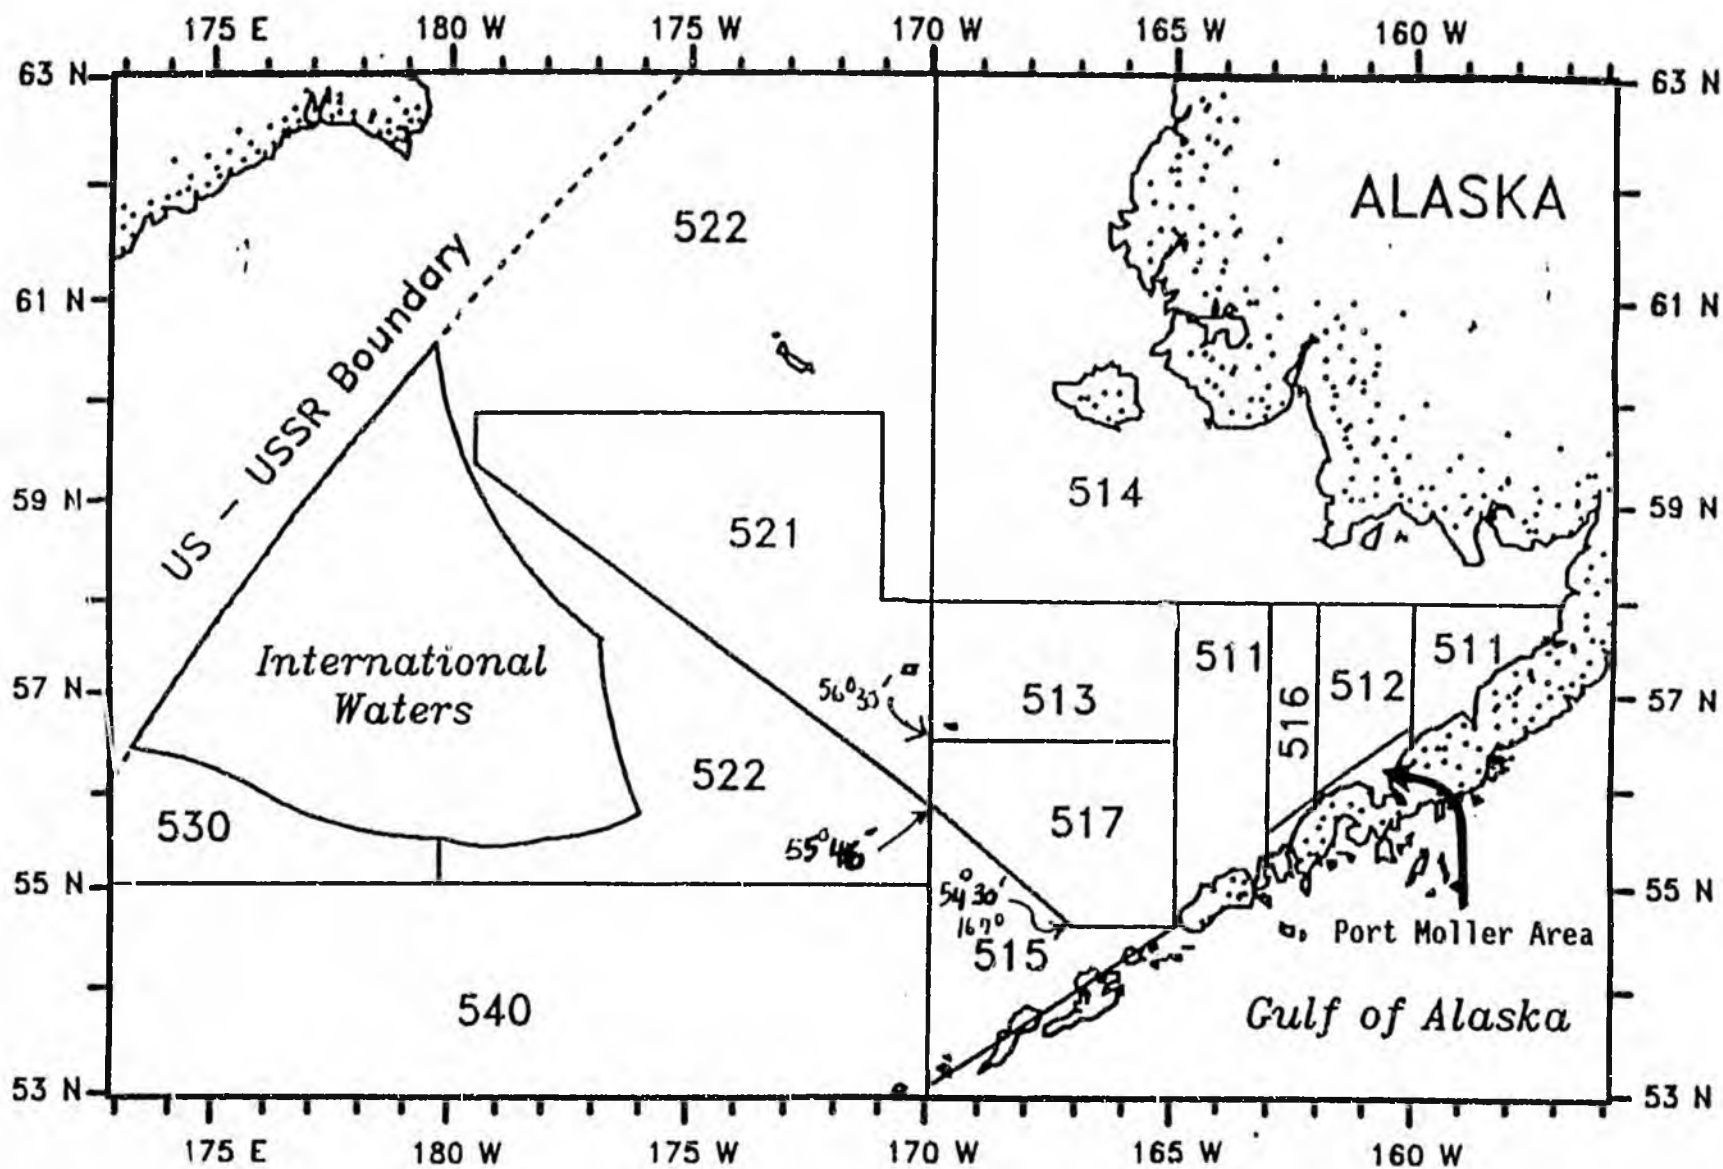 175 E 180 W 175 W 170 W 165 W 160 W
63 N 63 N
ALASKA
522
US - USSR Boundary
61 N 61 N
514
59 N 59 N
521
International
Waters
511 511
516
512
56°30'
57 N 57 N
513
522
517
530
55°46'
55 N 55 N
54°30'
167°
515
Port Moller Area
540
Gulf of Alaska
53 N 53 N
175 E 180 W 175 W 170 W 165 W 160 W